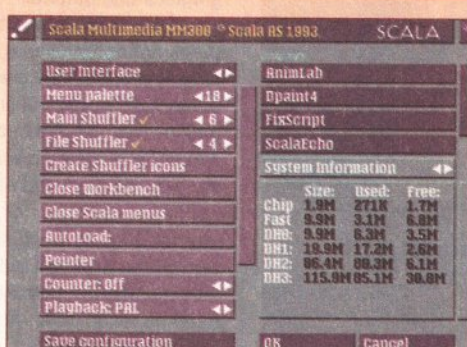 Scala Multimedia MM300 © Scala AS 1993. SCALA
User Interface
Menu palette 18
Main Shuffler ✓ 6
File Shuffler ✓ 4
Create Shuffler icons
Close Workbench
Close Scala menus
AutoLoad:
Pointer
Counter: Off
Playback: PAL
Save configuration
AnimLab
Dpaint4
FixScript
ScalaEcho
System Information
Size: Used: Free:
Chip 1.9M 271K 1.7M
Fast 9.9M 3.1M 6.8M
DH0: 9.9M 6.3M 3.5M
DH1: 19.9M 17.2M 2.6M
DH2: 86.4M 80.3M 6.1M
DH3: 115.9M 85.1M 30.8M
OK Cancel